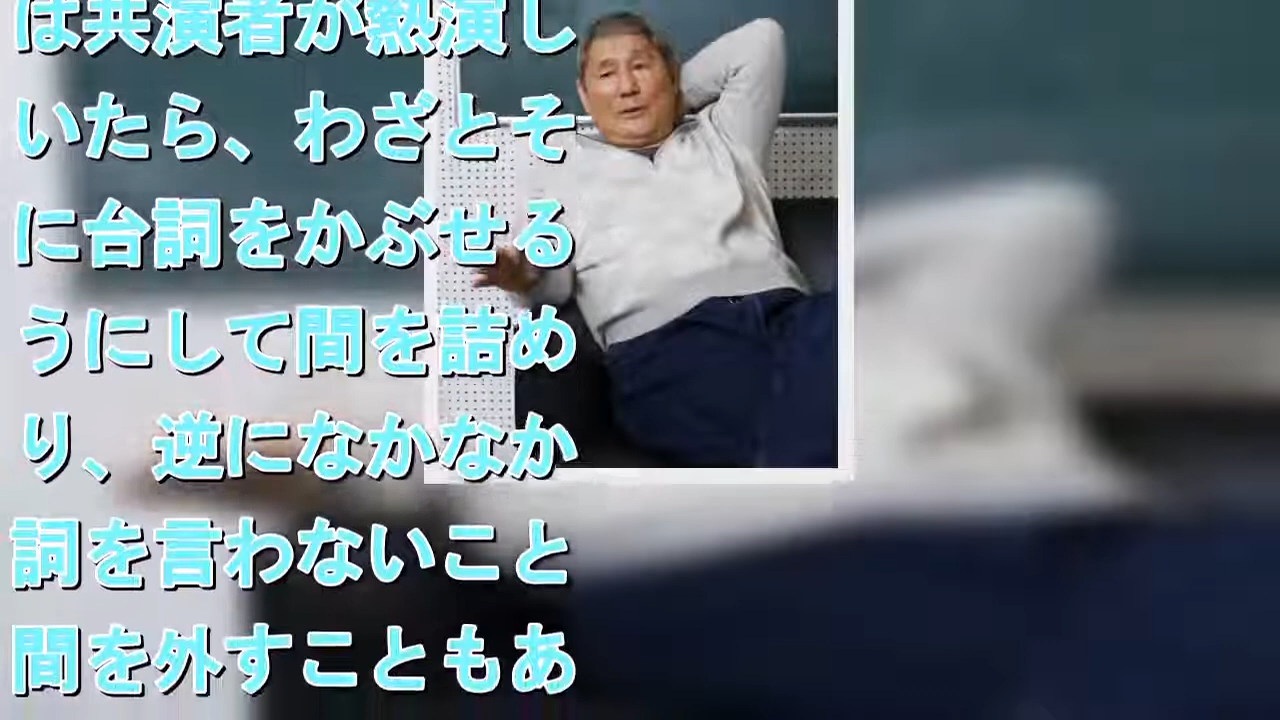 は共演者が熱演し
いたら、わざとそ
に台詞をかぶせる
うにして間を詰め
り、逆になかなか
詞を言わないこと
間を外すこともあ